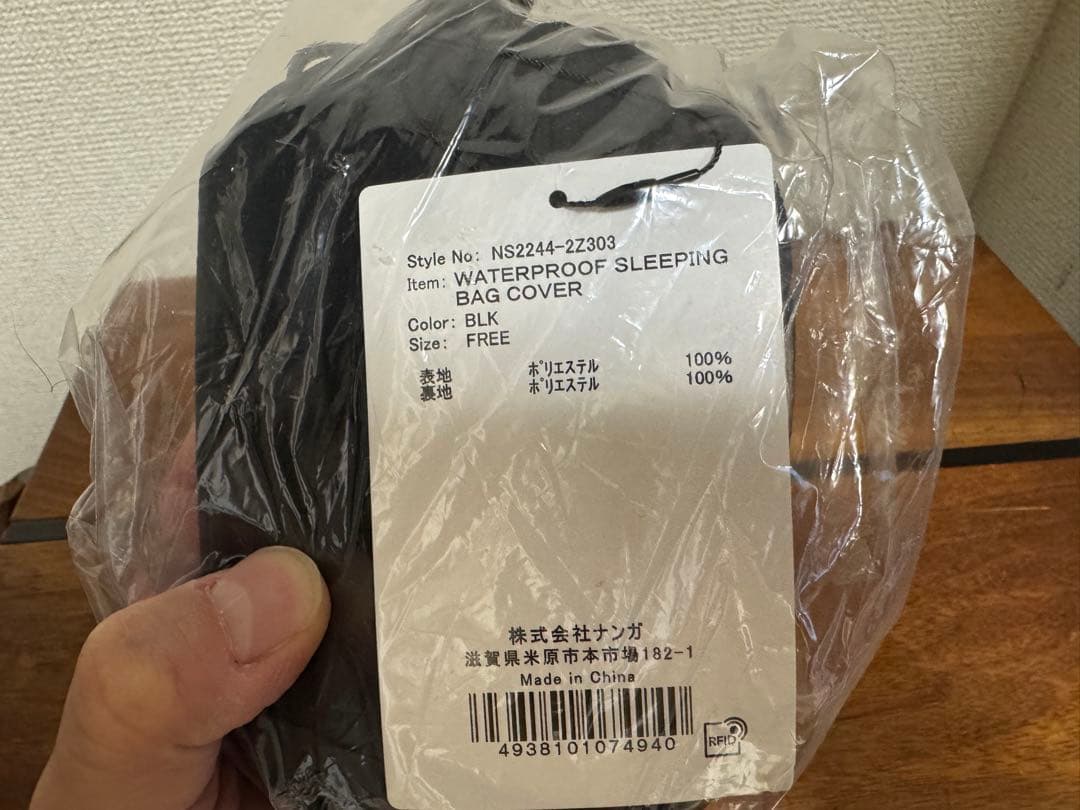 Style No: NS2244-2Z303
Item: WATERPROOF SLEEPING
BAG COVER
Color: BLK
Size: FREE
表地 ﾎﾟﾘエステル 100%
裏地 ﾎﾟﾘエステル 100%
株式会社ナンガ
滋賀県米原市本市場182-1
Made in China
4938101074940
RFID